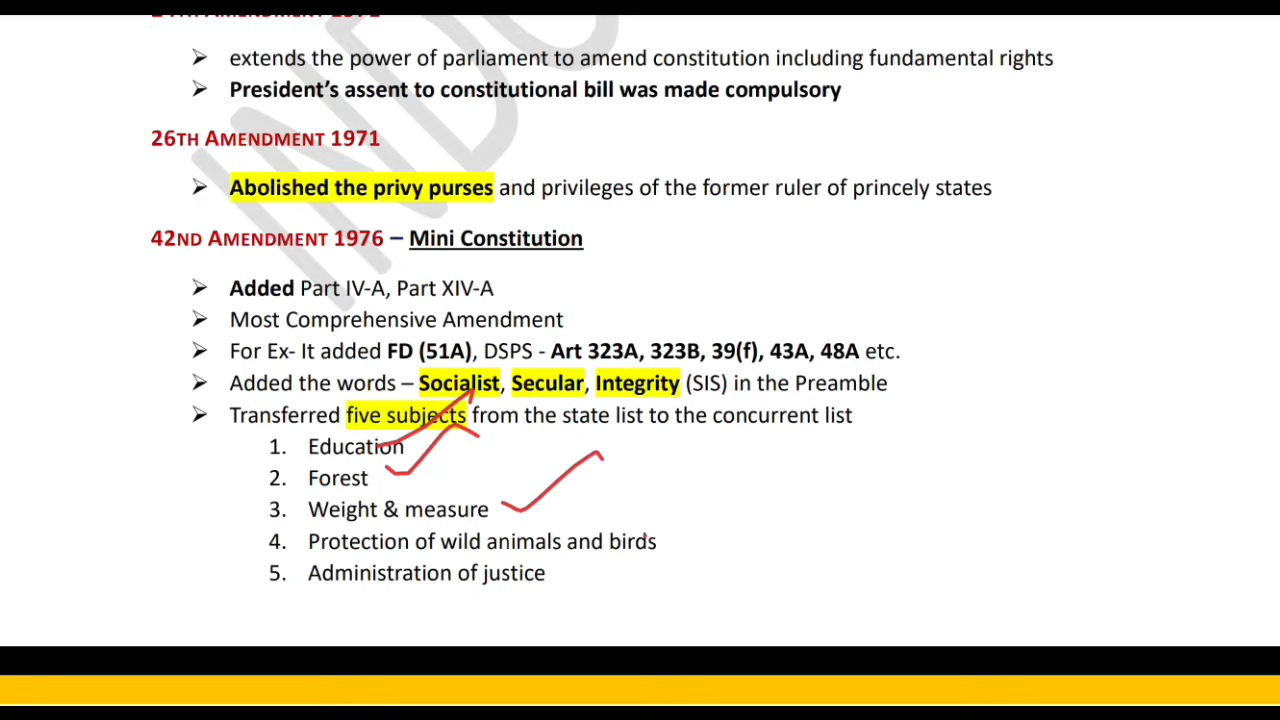 ➢ extends the power of parliament to amend constitution including fundamental rights
➢ President’s assent to constitutional bill was made compulsory
26TH AMENDMENT 1971
➢ Abolished the privy purses and privileges of the former ruler of princely states
42ND AMENDMENT 1976 – Mini Constitution
➢ Added Part IV-A, Part XIV-A
➢ Most Comprehensive Amendment
➢ For Ex- It added FD (51A), DSPS - Art 323A, 323B, 39(f), 43A, 48A etc.
➢ Added the words – Socialist, Secular, Integrity (SIS) in the Preamble
➢ Transferred five subjects from the state list to the concurrent list
1. Education
2. Forest
3. Weight & measure
4. Protection of wild animals and birds
5. Administration of justice